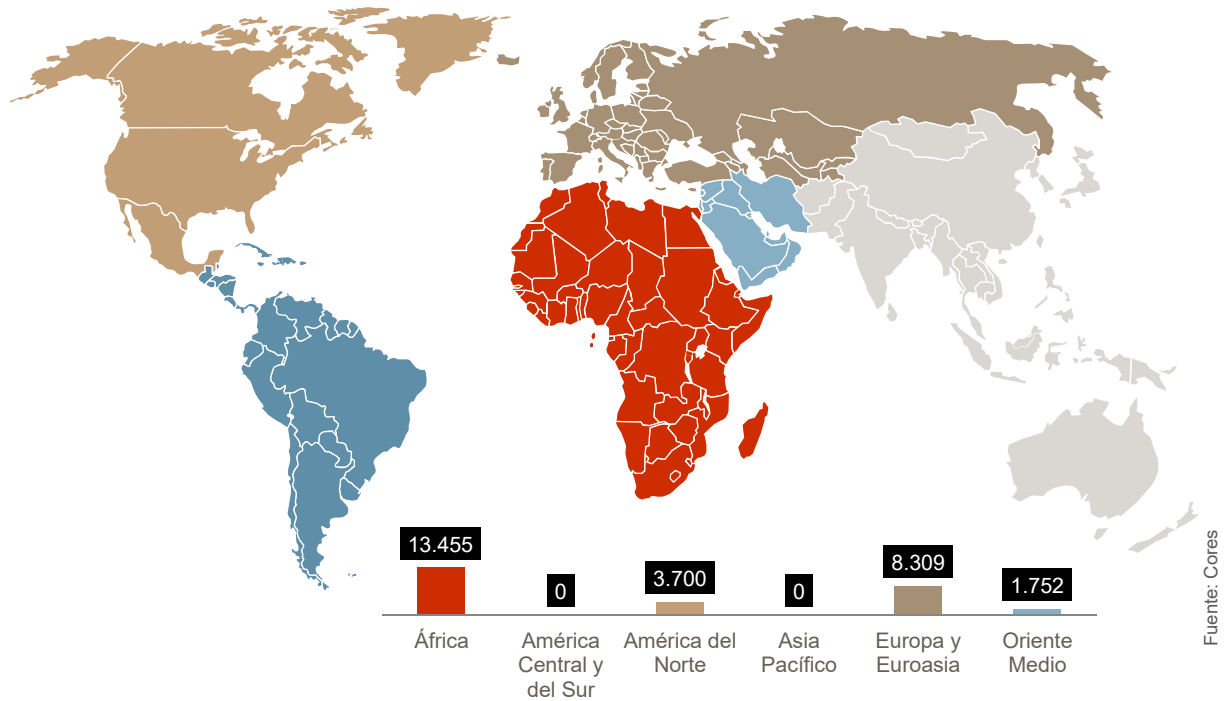 13.455
0
3.700
0
8.309
1.752
África
América
Central y
del Sur
América del
Norte
Asia
Pacífico
Europa y
Euroasia
Oriente
Medio
Fuente: Cores